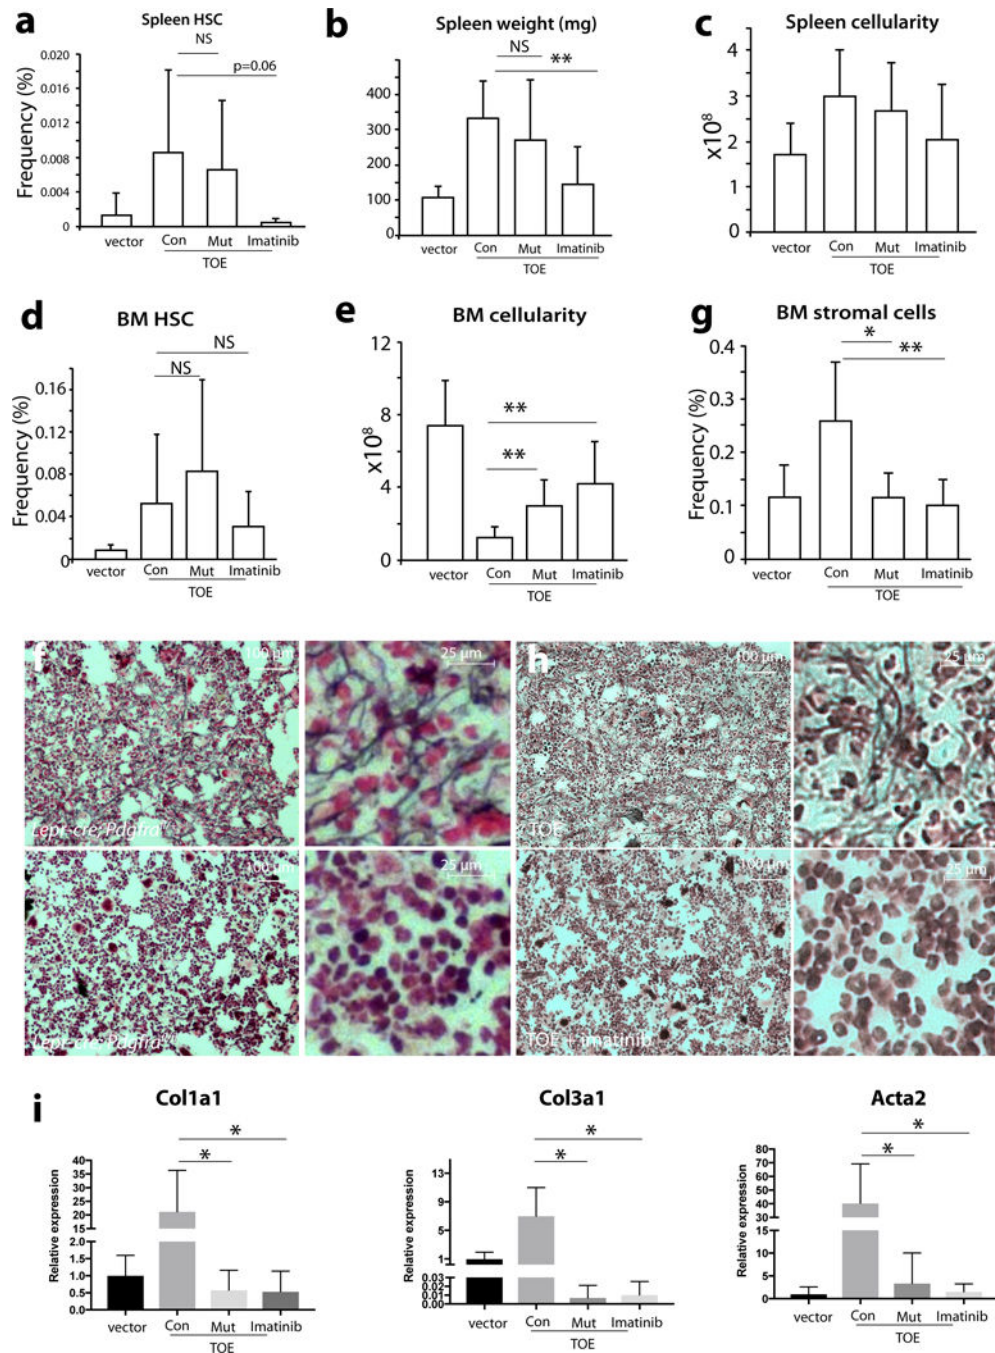 a
Spleen HSC
NS
p=0.06
Frequency (%)
0.020
0.016
0.012
0.008
0.004
0
vector
Con
Mut
Imatinib
TOE
b
Spleen weight (mg)
NS
**
400
300
200
100
0
vector
Con
Mut
Imatinib
TOE
c
Spleen cellularity
x10⁸
4
3
2
1
0
vector
Con
Mut
Imatinib
TOE
d
BM HSC
NS
NS
Frequency (%)
0.16
0.12
0.08
0.04
0
vector
Con
Mut
Imatinib
TOE
e
BM cellularity
**
**
x10⁸
12
8
4
0
vector
Con
Mut
Imatinib
TOE
g
BM stromal cells
*
**
Frequency (%)
0.4
0.3
0.2
0.1
0
vector
Con
Mut
Imatinib
TOE
f
100 µm
25 µm
Lepr-cre; Pdgfra
100 µm
25 µm
Lepr-cre; Pdgfra
h
100 µm
25 µm
TOE
100 µm
25 µm
TOE + imatinib
i
Col1a1
*
*
Relative expression
40
35
30
25
20
15
2.0
1.5
1.0
0.5
0.0
vector
Con
Mut
Imatinib
TOE
Col3a1
*
*
Relative expression
13
9
5
1
0.03
0.02
0.01
0.00
vector
Con
Mut
Imatinib
TOE
Acta2
*
*
Relative expression
80
70
60
50
40
30
15
10
5
0
vector
Con
Mut
Imatinib
TOE